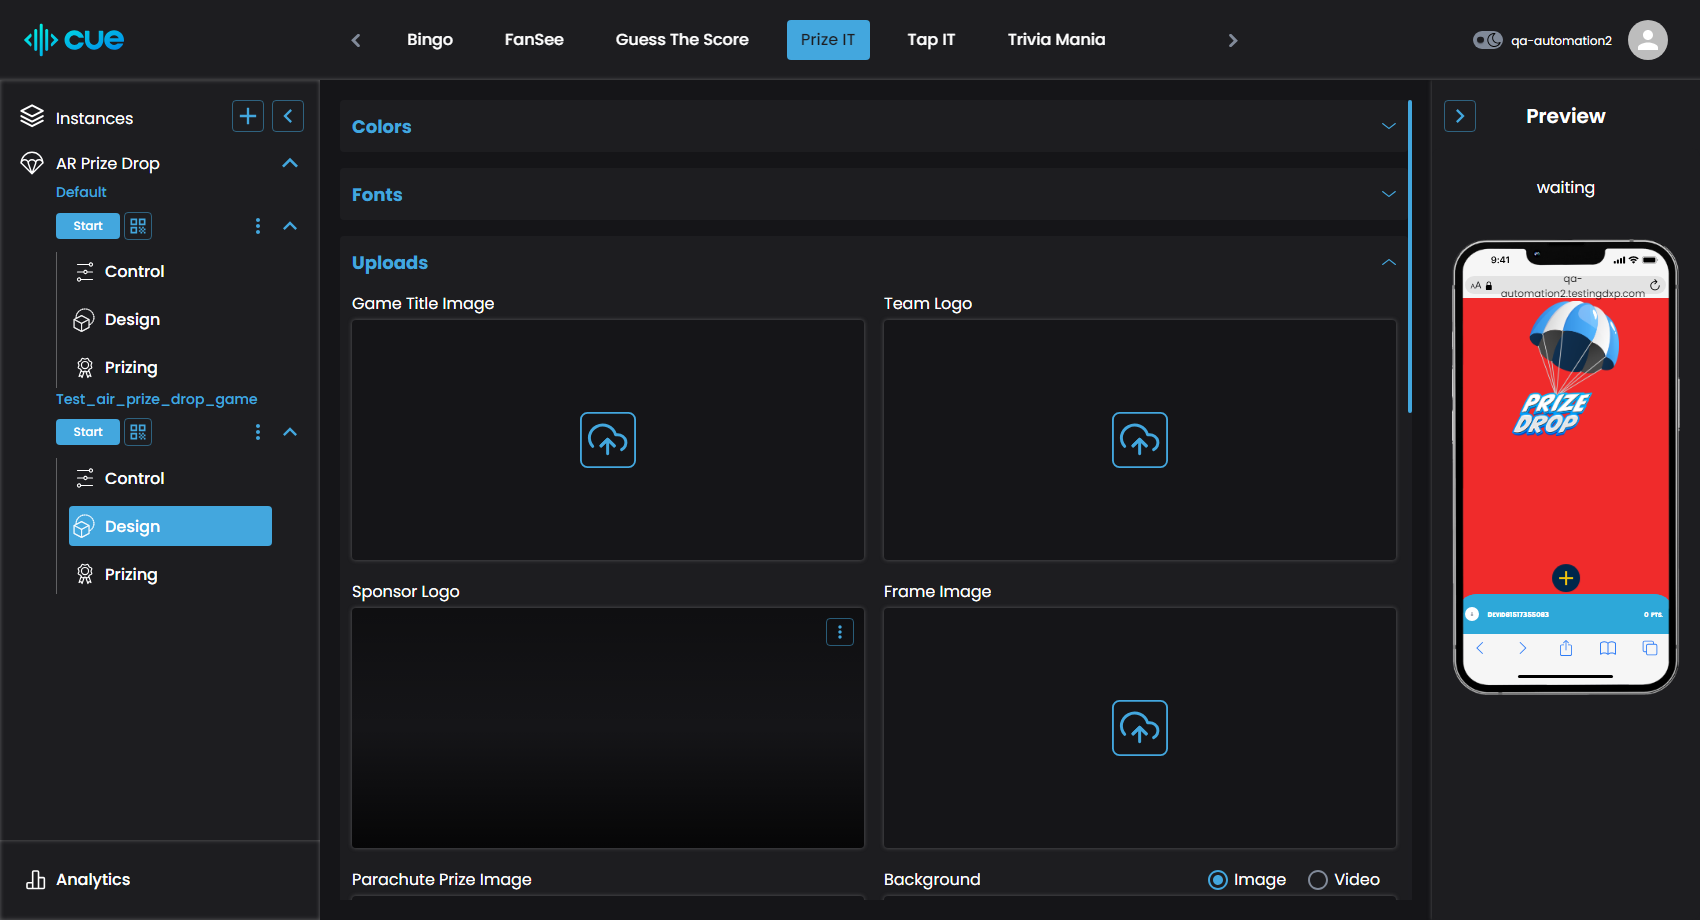 cue
Bingo
FanSee
Guess The Score
Prize IT
Tap IT
Trivia Mania
qa-automation2
Instances
AR Prize Drop
Default
Start
Control
Design
Prizing
Test_air_prize_drop_game
Start
Control
Design
Prizing
Analytics
Colors
Fonts
Uploads
Game Title Image
Team Logo
Sponsor Logo
Frame Image
Parachute Prize Image
Background
Image
Video
Preview
waiting
9:41
AA
qa-
automation2.testingdxp.com
PRIZE
DROP
0 PTS.